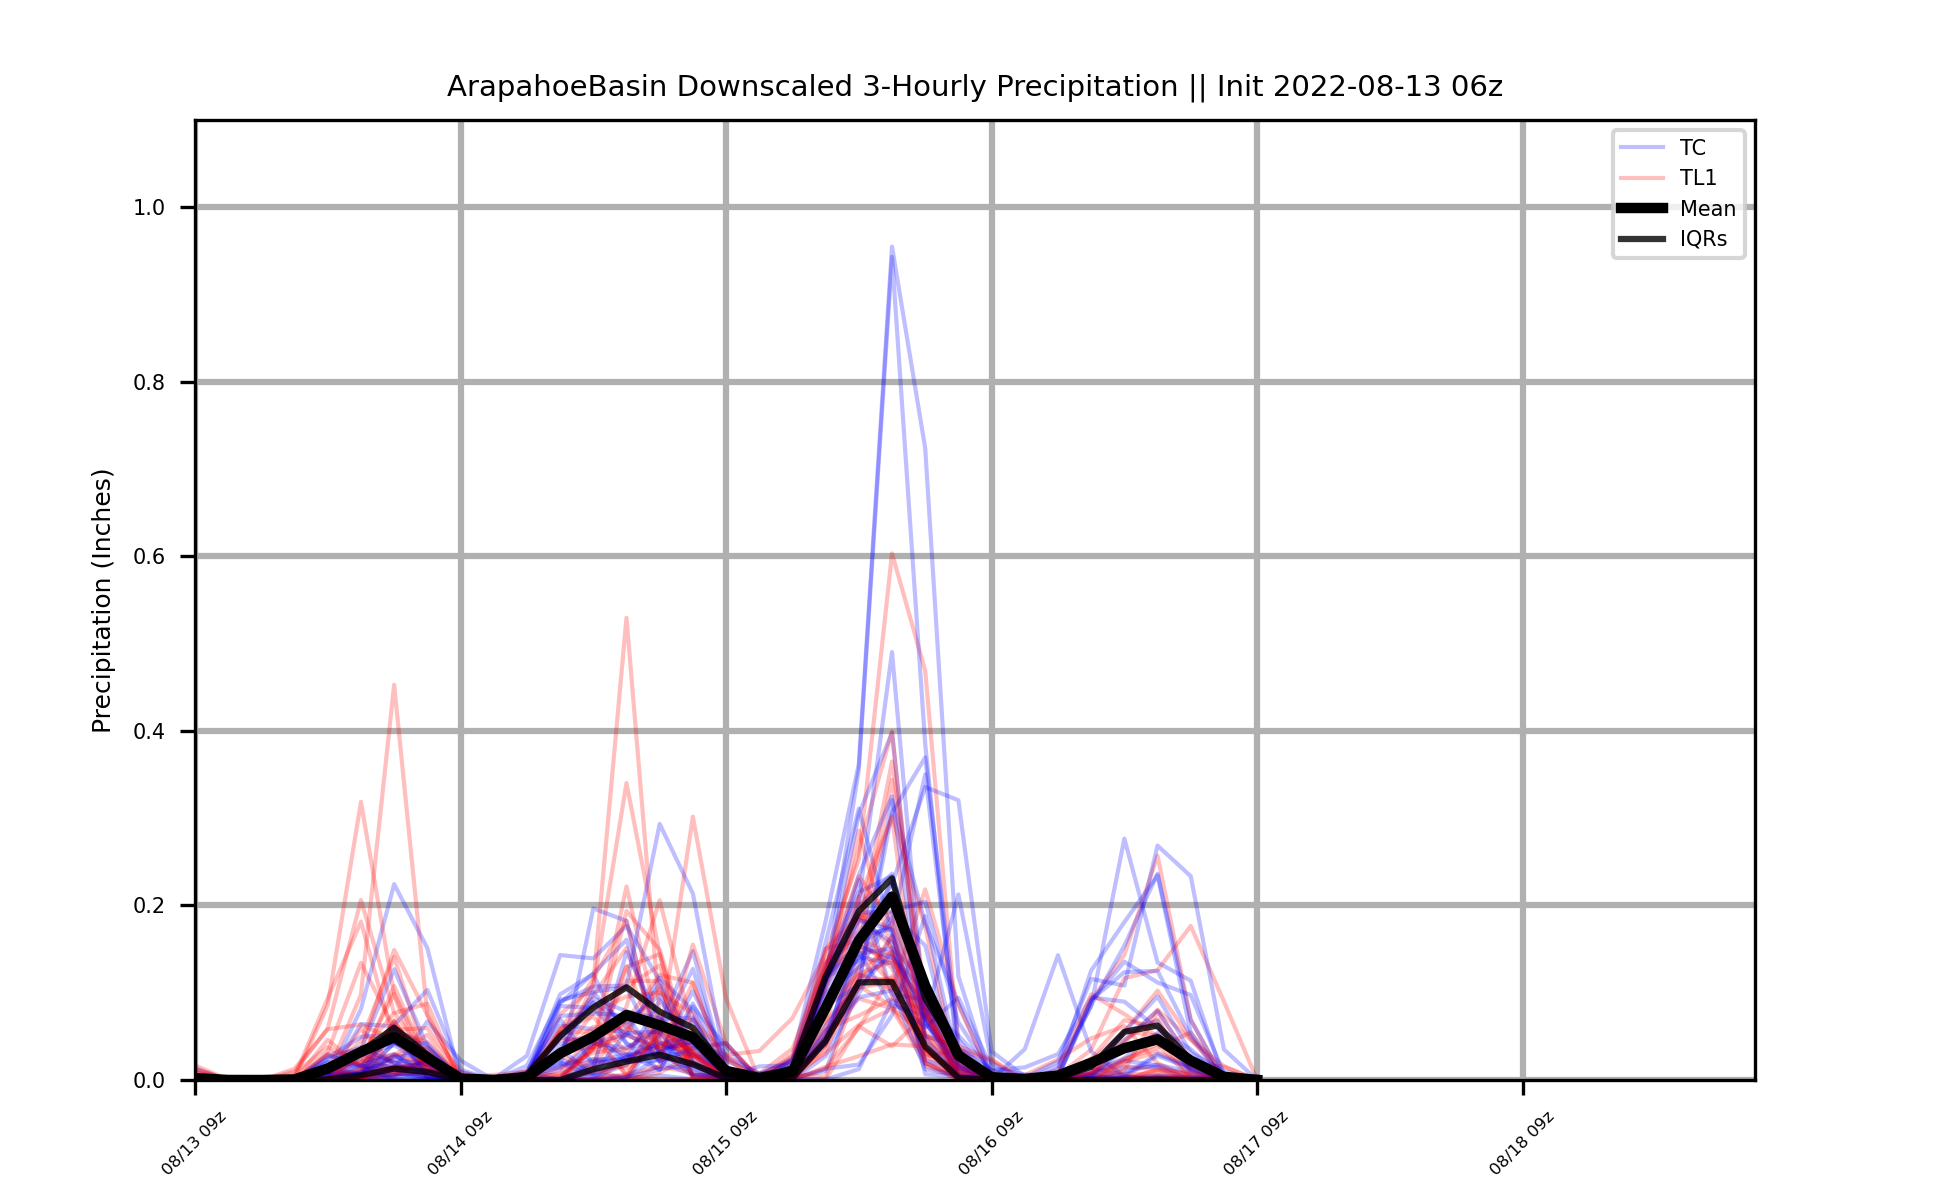 ArapahoeBasin Downscaled 3-Hourly Precipitation || Init 2022-08-13 06z
TC
TL1
Mean
IQRs
Precipitation (Inches)
1.0
0.8
0.6
0.4
0.2
0.0
08/13 09z
08/14 09z
08/15 09z
08/16 09z
08/17 09z
08/18 09z